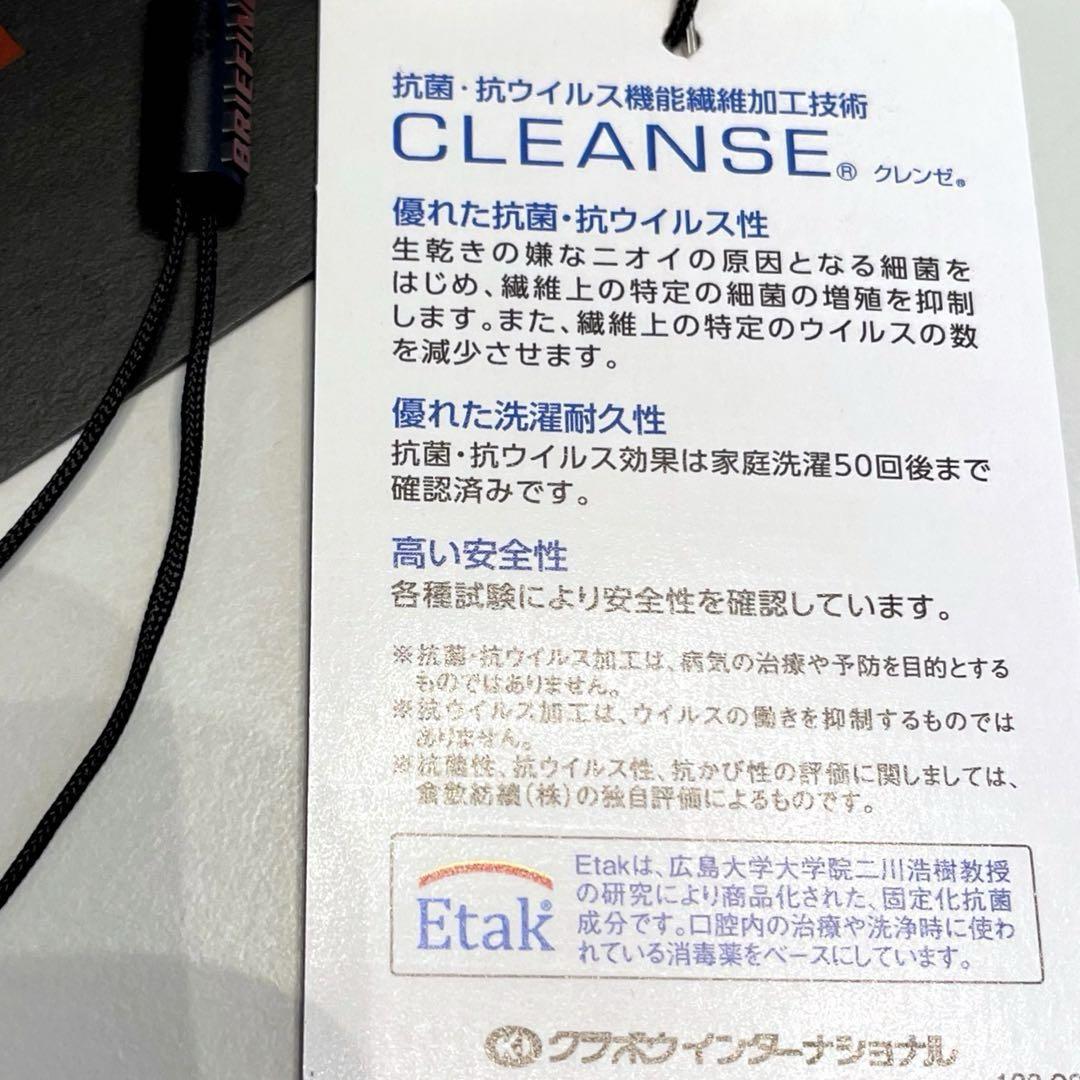 BRIEFIN
抗菌・抗ウイルス機能繊維加工技術
CLEANSE® クレンゼ®
優れた抗菌・抗ウイルス性
生乾きの嫌なニオイの原因となる細菌を
はじめ、繊維上の特定の細菌の増殖を抑制
します。また、繊維上の特定のウイルスの数
を減少させます。
優れた洗濯耐久性
抗菌・抗ウイルス効果は家庭洗濯50回後まで
確認済みです。
高い安全性
各種試験により安全性を確認しています。
※抗菌・抗ウイルス加工は、病気の治療や予防を目的とする
ものではありません。
※抗ウイルス加工は、ウイルスの働きを抑制するものでは
ありません。
※抗菌性、抗ウイルス性、抗かび性の評価に関しましては、
倉敷紡績(株)の独自評価によるものです。
Etak®
Etakは、広島大学大学院二川浩樹教授
の研究により商品化された、固定化抗菌
成分です。口腔内の治療や洗浄時に使わ
れている消毒薬をベースにしています。
クラボウインターナショナル